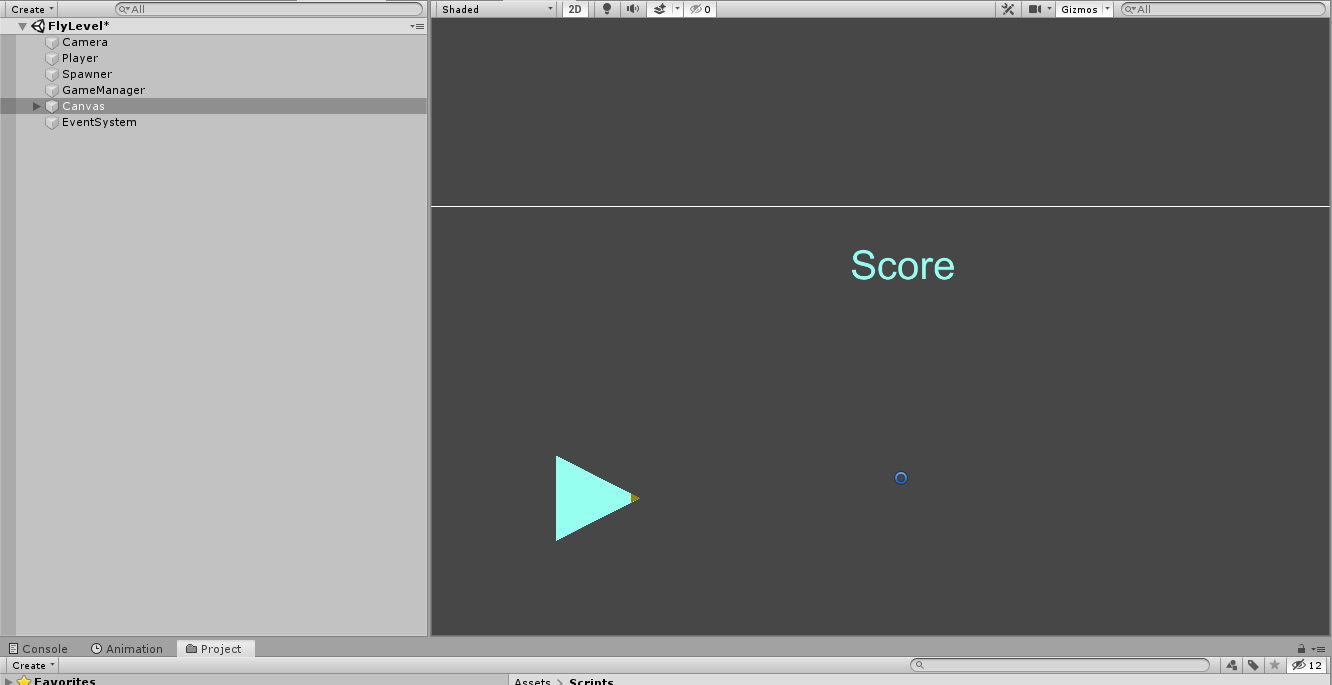 Create All Shaded 2D 0 Gizmos All
FlyLevel*
Camera
Player
Spawner
GameManager
Canvas
EventSystem
Score
Console Animation Project
Create 12
Favorites Assets > Scripts